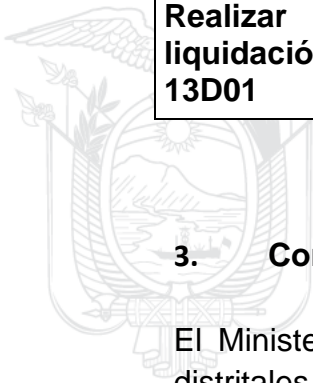 Realizar
liquidació
13D01
3. Co
El Ministe
distritales